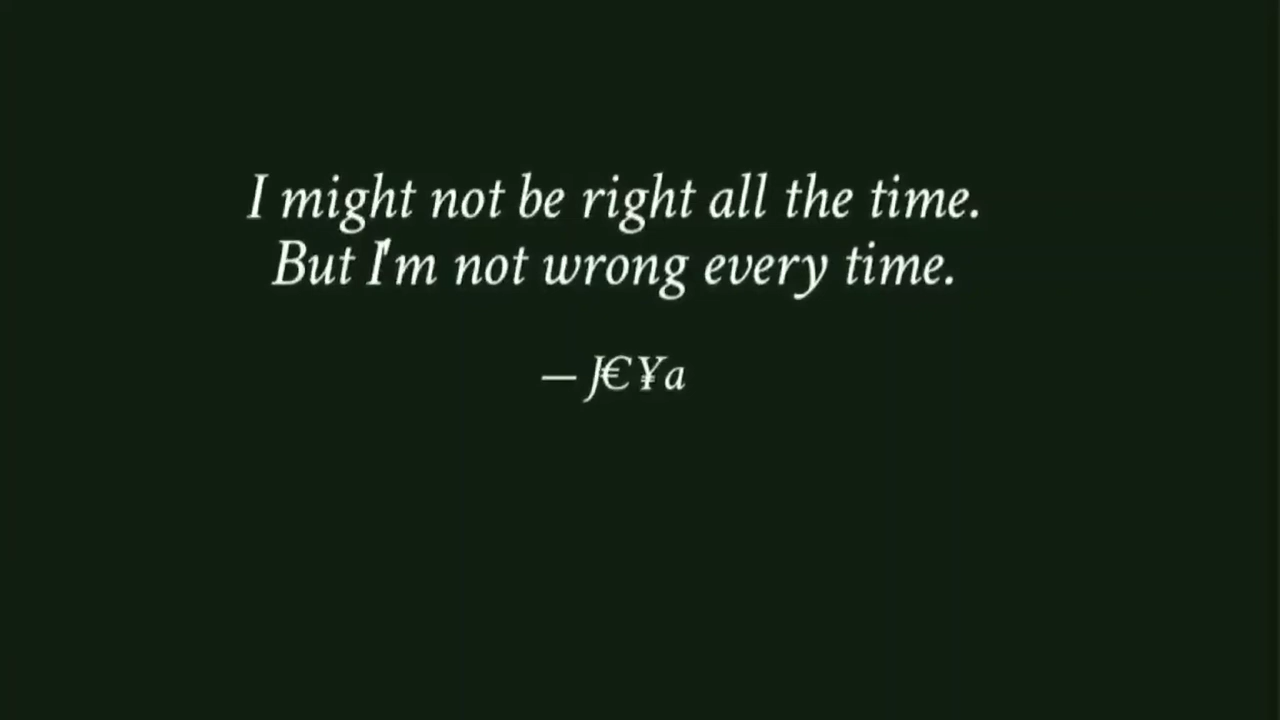 I might not be right all the time.
But I'm not wrong every time.
— J€¥a